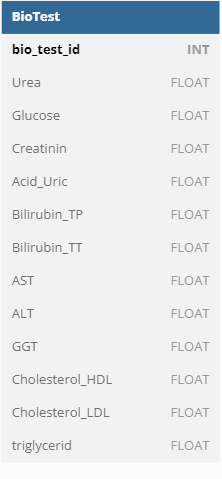 BioTest
bio_test_id INT
Urea FLOAT
Glucose FLOAT
Creatinin FLOAT
Acid_Uric FLOAT
Bilirubin_TP FLOAT
Bilirubin_TT FLOAT
AST FLOAT
ALT FLOAT
GGT FLOAT
Cholesterol_HDL FLOAT
Cholesterol_LDL FLOAT
triglycerid FLOAT